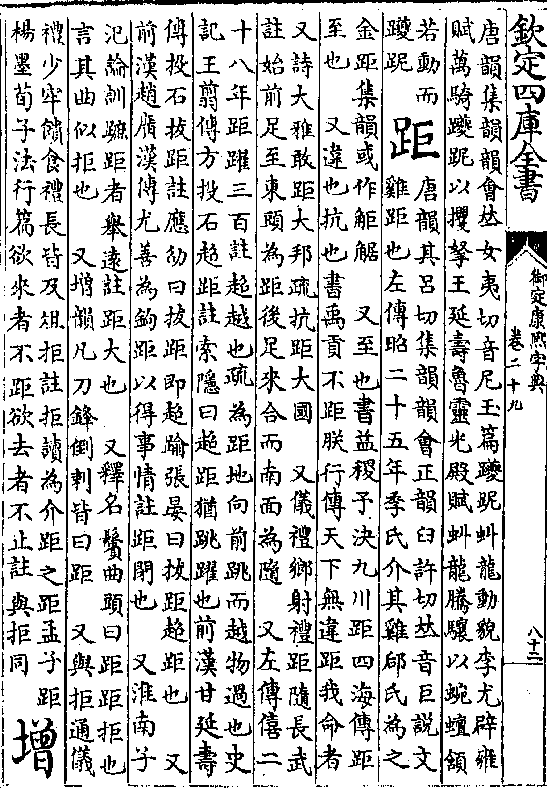 欽定四庫全書
御定康熙字典
卷二十九
八十二
唐韻集韻韻會𠀤女夷切音尼玉篇躨跜虯龍動貌李尤辟雍
賦萬騎躨跜以攫拏王延壽魯靈光殿賦虯龍騰驤以蜿蟺頷
若動而
躨跜
距
唐韻其呂切集韻韻會正韻臼許切𠀤音巨說文
雞距也左傳昭二十五年季氏介其雞郈氏為之
金距集韻或作 又至也書益稷予決九川距四海傳距
至也 又違也抗也書禹貢不距朕行傳天下無違距我命者
又詩大雅敢距大邦疏抗距大國 又儀禮鄉射禮距隨長武
註始前足至東頭為距後足來合而南面為隨 又左傳僖二
十八年距躍三百註超越也疏為距地向前跳而越物過也史
記王翦傳方投石超距註索隱曰超距猶跳躍也前漢甘延壽
傳投石拔距註應劭曰拔距即超踰張晏曰拔距超距也 又
前漢趙廣漢傳尤善為鉤距以得事情註距閉也 又淮南子
氾論訓蹠距者舉遠註距大也 又釋名鬢曲頭曰距距拒也
言其曲似拒也 又增韻凡刀鋒倒刺皆曰距 又與拒通儀
禮少牢饋食禮長皆及俎拒註拒讀為介距之距孟子距
楊墨荀子法行篇欲來者不距欲去者不止註與拒同
增